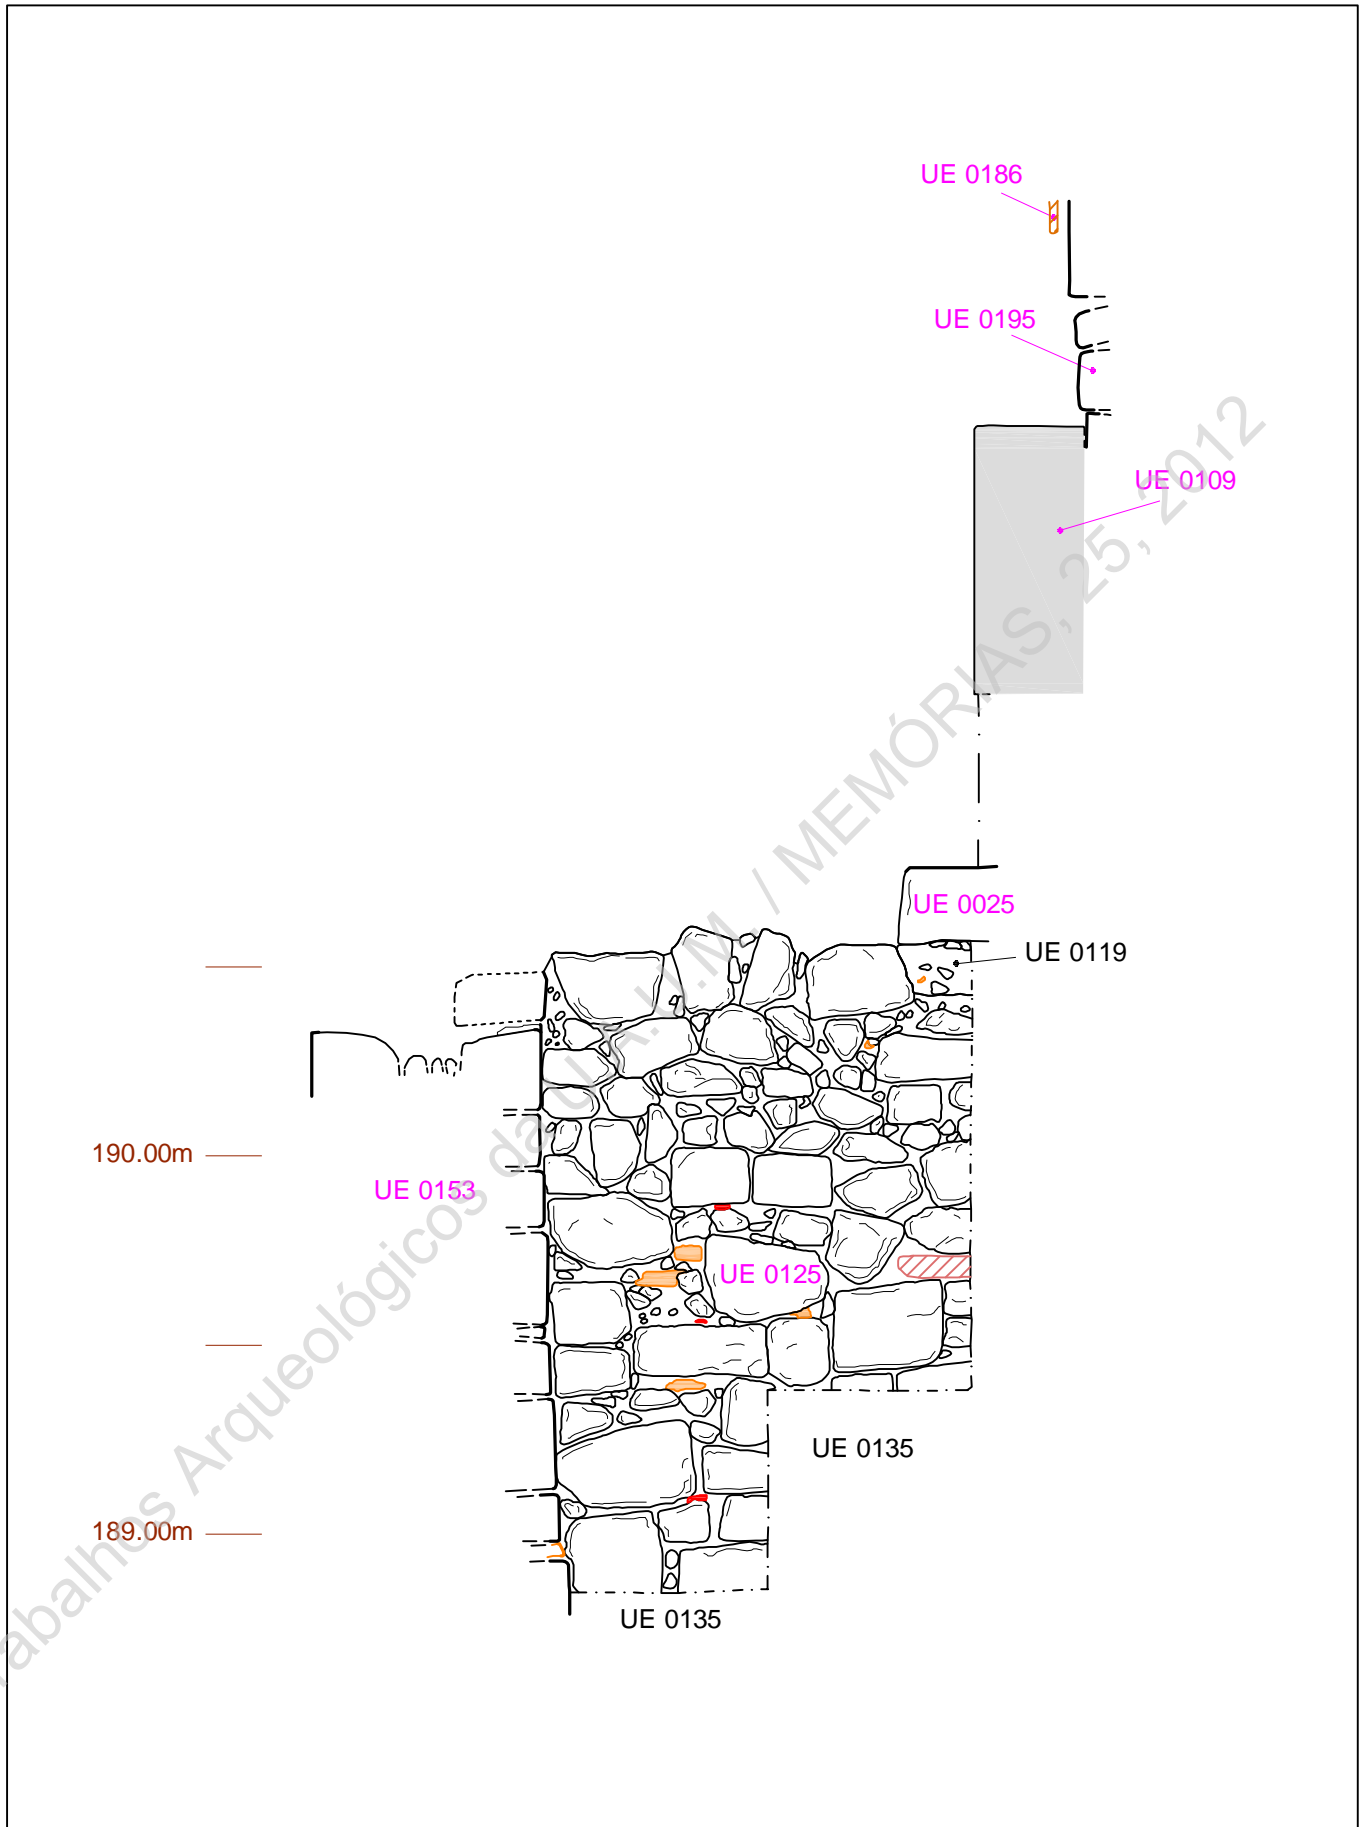 UE 0186
UE 0195
UE 0109
UE 0025
UE 0119
190.00m
UE 0153
UE 0125
UE 0135
189.00m
UE 0135
Arqueológicos da U.A.U.M. / MEMÓRIAS, 25, 2012